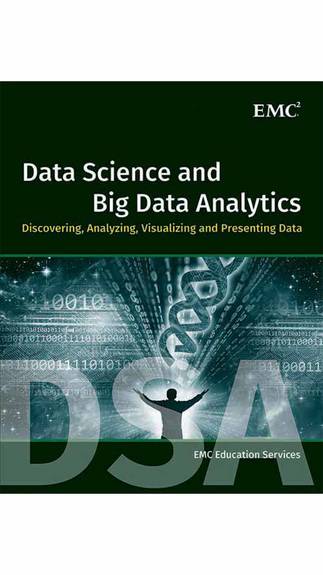 EMC²
Data Science and
Big Data Analytics
Discovering, Analyzing, Visualizing and Presenting Data
DSA
EMC Education Services